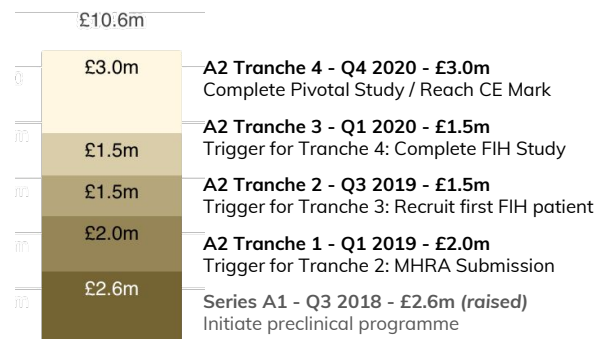 £10.6m
£3.0m
A2 Tranche 4 - Q4 2020 - £3.0m
Complete Pivotal Study / Reach CE Mark
A2 Tranche 3 - Q1 2020 - £1.5m
£1.5m
Trigger for Tranche 4: Complete FIH Study
A2 Tranche 2 - Q3 2019 - £1.5m
£1.5m
Trigger for Tranche 3: Recruit first FIH patient
£2.0m
A2 Tranche 1 - Q1 2019 - £2.0m
Trigger for Tranche 2: MHRA Submission
£2.6m
Series A1 - Q3 2018 - £2.6m (raised)
Initiate preclinical programme